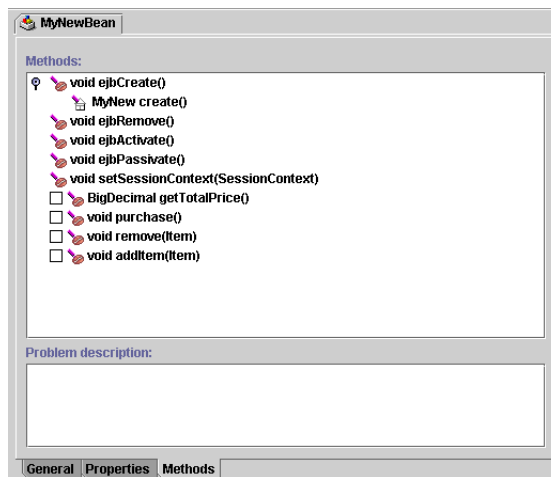 MyNewBean
Methods:
void ejbCreate()
MyNew create()
void ejbRemove()
void ejbActivate()
void ejbPassivate()
void setSessionContext(SessionContext)
BigDecimal getTotalPrice()
void purchase()
void remove(Item)
void addItem(Item)
Problem description:
General Properties Methods